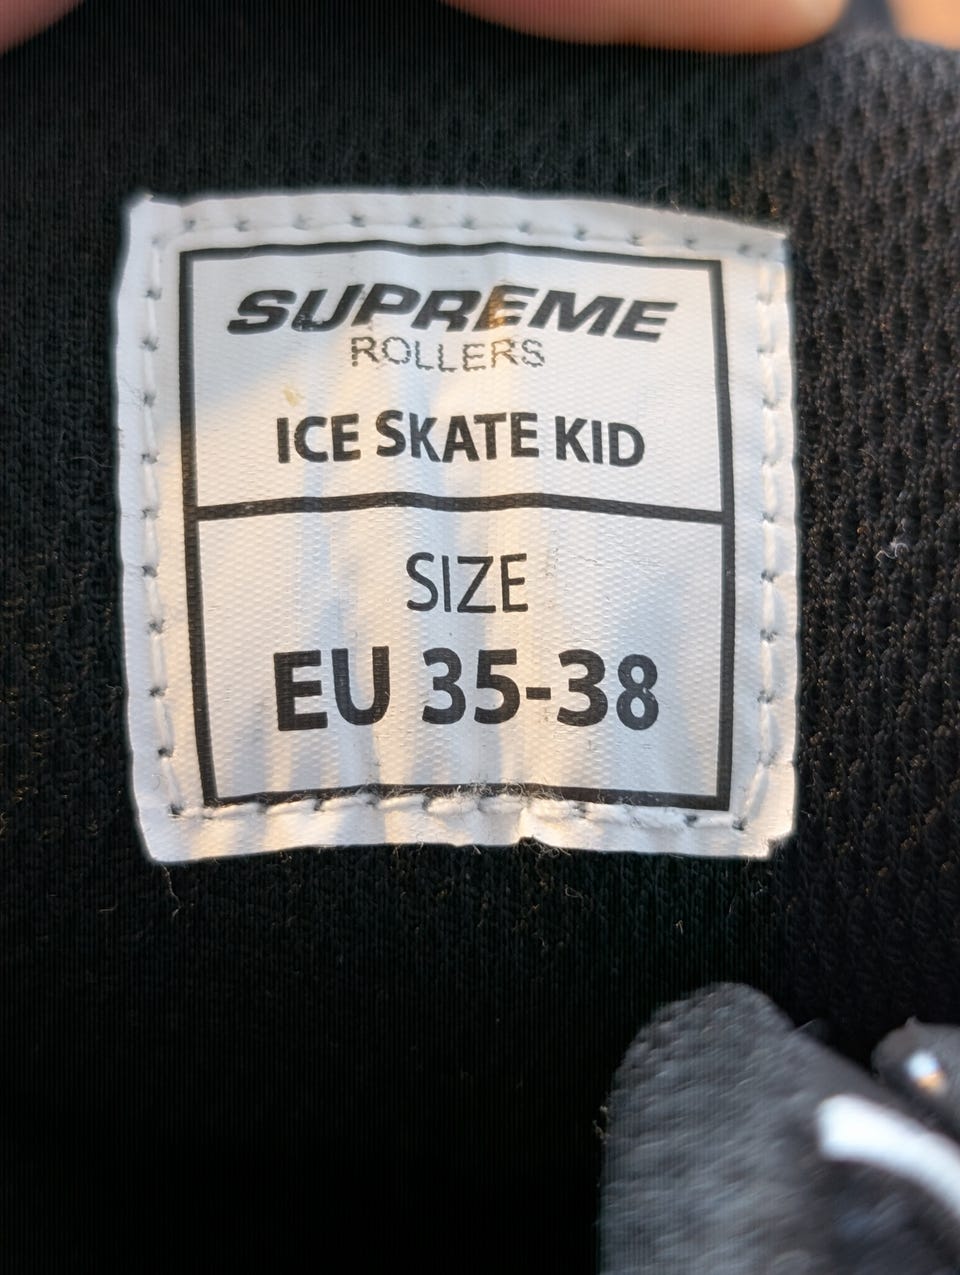 SUPREME
ROLLERS
ICE SKATE KID
SIZE
EU 35-38